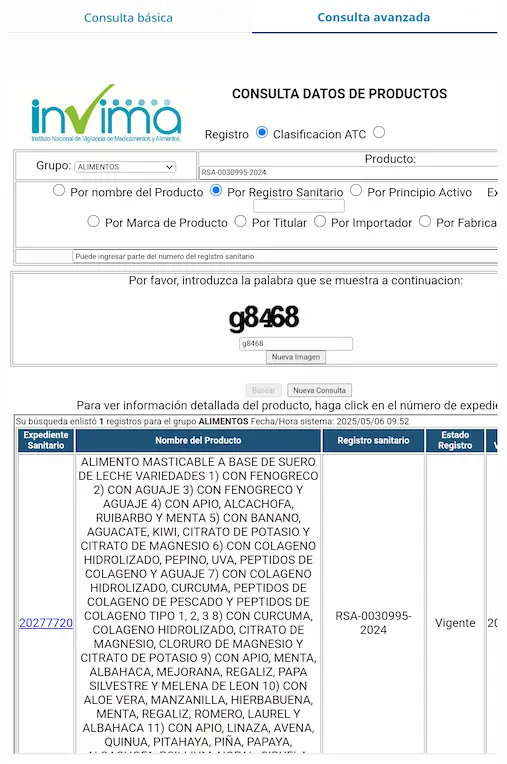 Consulta básica
Consulta avanzada
invima
Instituto Nacional de Vigilancia de Medicamentos y Alimentos.
CONSULTA DATOS DE PRODUCTOS
Registro Clasificacion ATC
Grupo: ALIMENTOS
Producto:
RSA-0030995-2024
Por nombre del Producto Por Registro Sanitario Por Principio Activo Ex
Por Marca de Producto Por Titular Por Importador Por Fabrica
Puede ingresar parte del numero del registro sanitario
Por favor, introduzca la palabra que se muestra a continuacion:
g8468
g8468
Nueva Imagen
Buscar Nueva Consulta
Para ver información detallada del producto, haga click en el número de expedie
Su búsqueda enlistó 1 registros para el grupo ALIMENTOS Fecha/Hora sistema: 2025/05/06 09:52
Expediente Sanitario
Nombre del Producto
Registro sanitario
Estado Registro
V
20277720
ALIMENTO MASTICABLE A BASE DE SUERO
DE LECHE VARIEDADES 1) CON FENOGRECO
2) CON AGUAJE 3) CON FENOGRECO Y
AGUAJE 4) CON APIO, ALCACHOFA,
RUIBARBO Y MENTA 5) CON BANANO,
AGUACATE, KIWI, CITRATO DE POTASIO Y
CITRATO DE MAGNESIO 6) CON COLAGENO
HIDROLIZADO, PEPINO, UVA, PEPTIDOS DE
COLAGENO Y AGUAJE 7) CON COLAGENO
HIDROLIZADO, CURCUMA, PEPTIDOS DE
COLAGENO DE PESCADO Y PEPTIDOS DE
COLAGENO TIPO 1, 2, 3 8) CON CURCUMA,
COLAGENO HIDROLIZADO, CITRATO DE
MAGNESIO, CLORURO DE MAGNESIO Y
CITRATO DE POTASIO 9) CON APIO, MENTA,
ALBAHACA, MEJORANA, REGALIZ, PAPA
SILVESTRE Y MELENA DE LEON 10) CON
ALOE VERA, MANZANILLA, HIERBABUENA,
MENTA, REGALIZ, ROMERO, LAUREL Y
ALBAHACA 11) CON APIO, LINAZA, AVENA,
QUINUA, PITAHAYA, PIÑA, PAPAYA,
RSA-0030995-
2024
Vigente
20